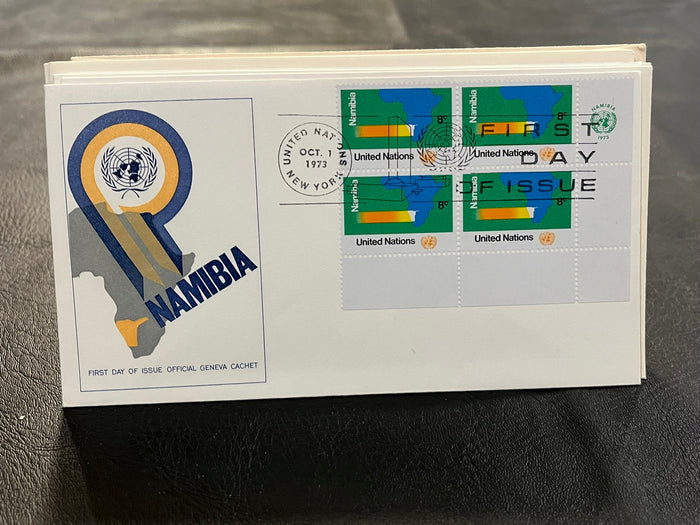 NAMIBIA
FIRST DAY OF ISSUE OFFICIAL GENEVA CACHET
UNITED NATIONS
OCT. 1
1973
NEW YORK
FIRST
DAY
OF ISSUE
Namibia
8c
United Nations
Namibia
8c
United Nations
NAMIBIA
1973
Namibia
8c
United Nations
Namibia
8c
United Nations